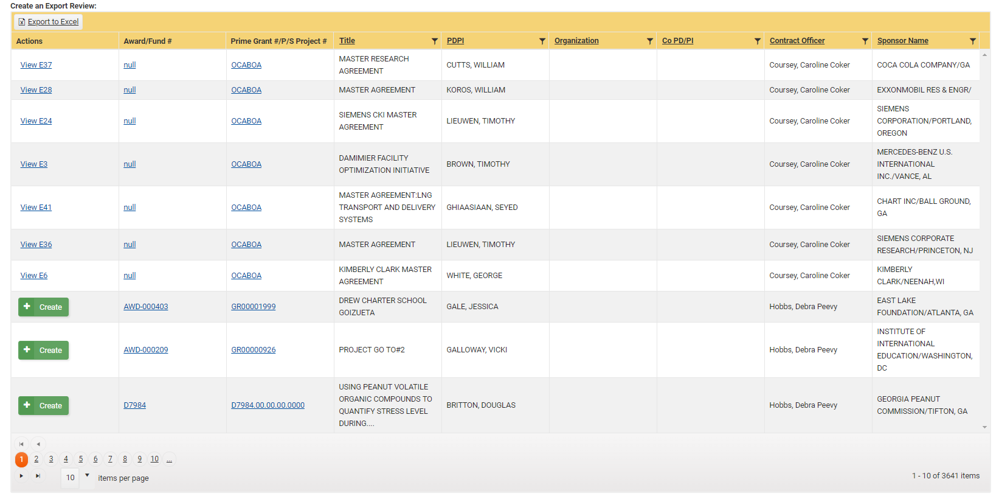 Create an Export Review:
Export to Excel
Actions Award/Fund # Prime Grant #/P/S Project # Title PDPI Organization Co PD/PI Contract Officer Sponsor Name
View E37 null OCABOA MASTER RESEARCH AGREEMENT CUTTS, WILLIAM Coursey, Caroline Coker COCA COLA COMPANY/GA
View E28 null OCABOA MASTER AGREEMENT KOROS, WILLIAM Coursey, Caroline Coker EXXONMOBIL RES & ENGR/
View E24 null OCABOA SIEMENS CKI MASTER AGREEMENT LIEUWEN, TIMOTHY Coursey, Caroline Coker SIEMENS CORPORATION/PORTLAND, OREGON
View E3 null OCABOA DAMIMIER FACILITY OPTIMIZATION INITIATIVE BROWN, TIMOTHY Coursey, Caroline Coker MERCEDES-BENZ U.S. INTERNATIONAL INC./VANCE, AL
View E41 null OCABOA MASTER AGREEMENT:LNG TRANSPORT AND DELIVERY SYSTEMS GHIAASIAAN, SEYED Coursey, Caroline Coker CHART INC/BALL GROUND, GA
View E36 null OCABOA MASTER AGREEMENT LIEUWEN, TIMOTHY Coursey, Caroline Coker SIEMENS CORPORATE RESEARCH/PRINCETON, NJ
View E6 null OCABOA KIMBERLY CLARK MASTER AGREEMENT WHITE, GEORGE Coursey, Caroline Coker KIMBERLY CLARK/NEENAH,WI
Create AWD-000403 GR00001999 DREW CHARTER SCHOOL GOIZUETA GALE, JESSICA Hobbs, Debra Peevy EAST LAKE FOUNDATION/ATLANTA, GA
Create AWD-000209 GR00000926 PROJECT GO TO#2 GALLOWAY, VICKI Hobbs, Debra Peevy INSTITUTE OF INTERNATIONAL EDUCATION/WASHINGTON, DC
Create D7984 D7984.00.00.00.0000 USING PEANUT VOLATILE ORGANIC COMPOUNDS TO QUANTIFY STRESS LEVEL DURING.... BRITTON, DOUGLAS Hobbs, Debra Peevy GEORGIA PEANUT COMMISSION/TIFTON, GA
1 2 3 4 5 6 7 8 9 10 ...
10 items per page 1 - 10 of 3641 items